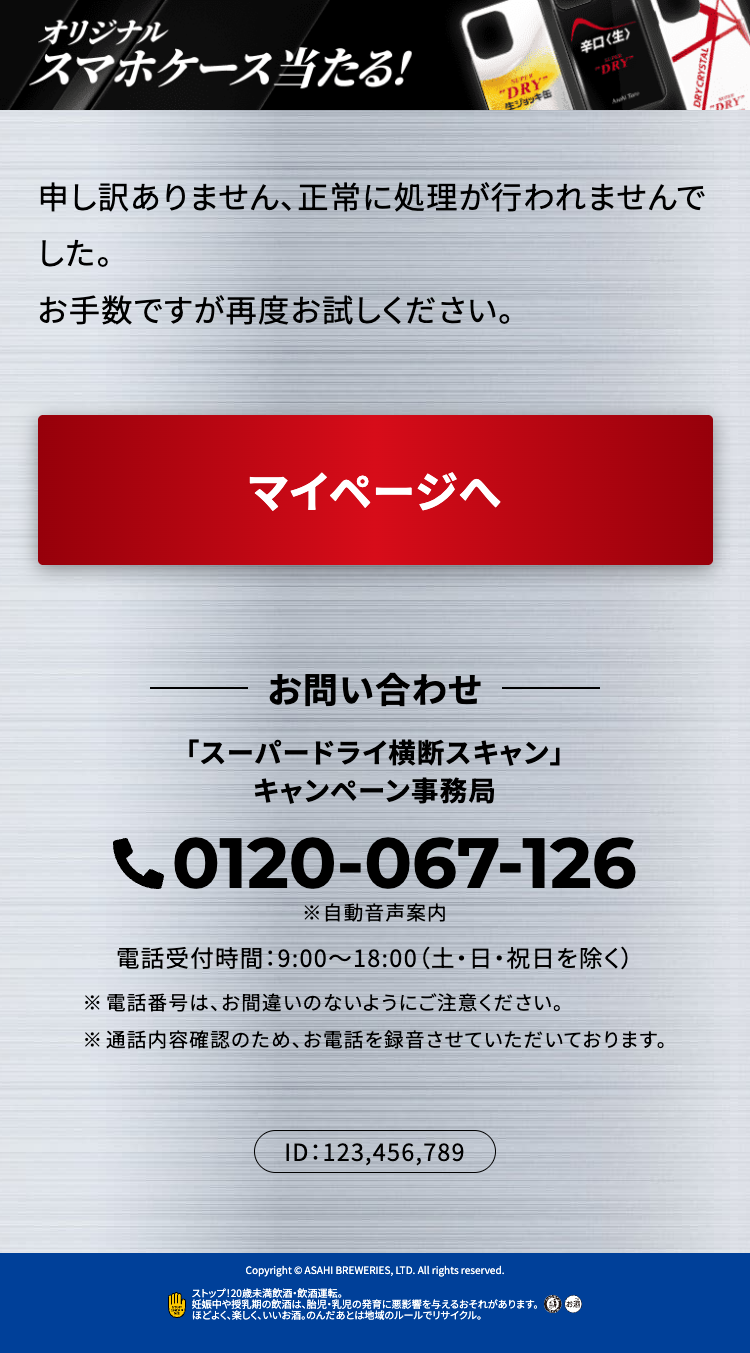 オリジナル
スマホケース当たる!
SUPER
"DRY"
生ジョッキ缶
辛口〈生〉
SUPER
"DRY"
Asahi Taro
DRY CRYSTAL
SUPER
"DRY"
申し訳ありません、正常に処理が行われませんで
した。
お手数ですが再度お試しください。
マイページへ
お問い合わせ
「スーパードライ横断スキャン」
キャンペーン事務局
0120-067-126
※自動音声案内
電話受付時間：9:00〜18:00（土・日・祝日を除く）
※ 電話番号は、お間違いのないようにご注意ください。
※ 通話内容確認のため、お電話を録音させていただいております。
ID：123,456,789
Copyright © ASAHI BREWERIES, LTD. All rights reserved.
ストップ！20歳未満飲酒・飲酒運転。
妊娠中や授乳期の飲酒は、胎児・乳児の発育に悪影響を与えるおそれがあります。
ほどよく、楽しく、いいお酒。のんだあとは地域のルールでリサイクル。
お酒